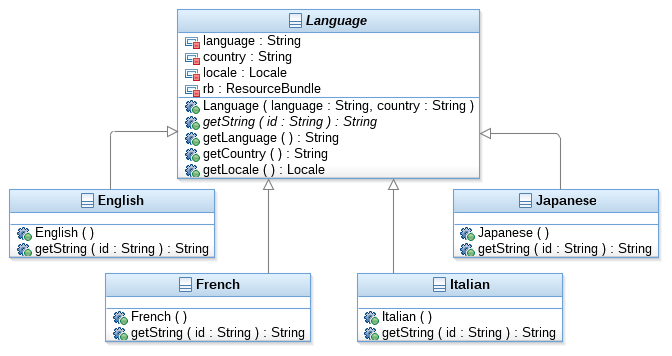 Language
language : String
country : String
locale : Locale
rb : ResourceBundle
Language ( language : String, country : String )
getString ( id : String ) : String
getLanguage ( ) : String
getCountry ( ) : String
getLocale ( ) : Locale
English
English ( )
getString ( id : String ) : String
Japanese
Japanese ( )
getString ( id : String ) : String
French
French ( )
getString ( id : String ) : String
Italian
Italian ( )
getString ( id : String ) : String